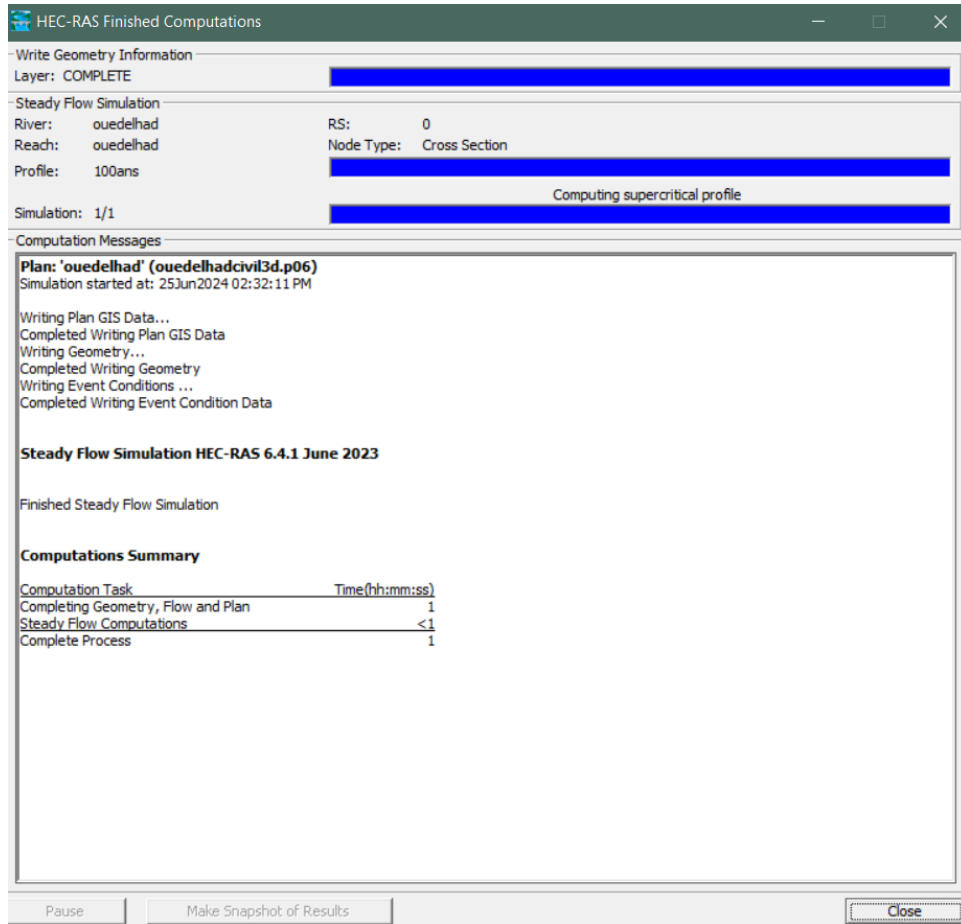 HEC-RAS Finished Computations
Write Geometry Information
Layer: COMPLETE
Steady Flow Simulation
River: ouedelhad RS: 0
Reach: ouedelhad Node Type: Cross Section
Profile: 100ans
Computing supercritical profile
Simulation: 1/1
Computation Messages
Plan: 'ouedelhad' (ouedelhadcivil3d.p06)
Simulation started at: 25Jun2024 02:32:11 PM
Writing Plan GIS Data...
Completed Writing Plan GIS Data
Writing Geometry...
Completed Writing Geometry
Writing Event Conditions ...
Completed Writing Event Condition Data
Steady Flow Simulation HEC-RAS 6.4.1 June 2023
Finished Steady Flow Simulation
Computations Summary
Computation Task Time(hh:mm:ss)
Completing Geometry, Flow and Plan 1
Steady Flow Computations <1
Complete Process 1
Pause Make Snapshot of Results Close